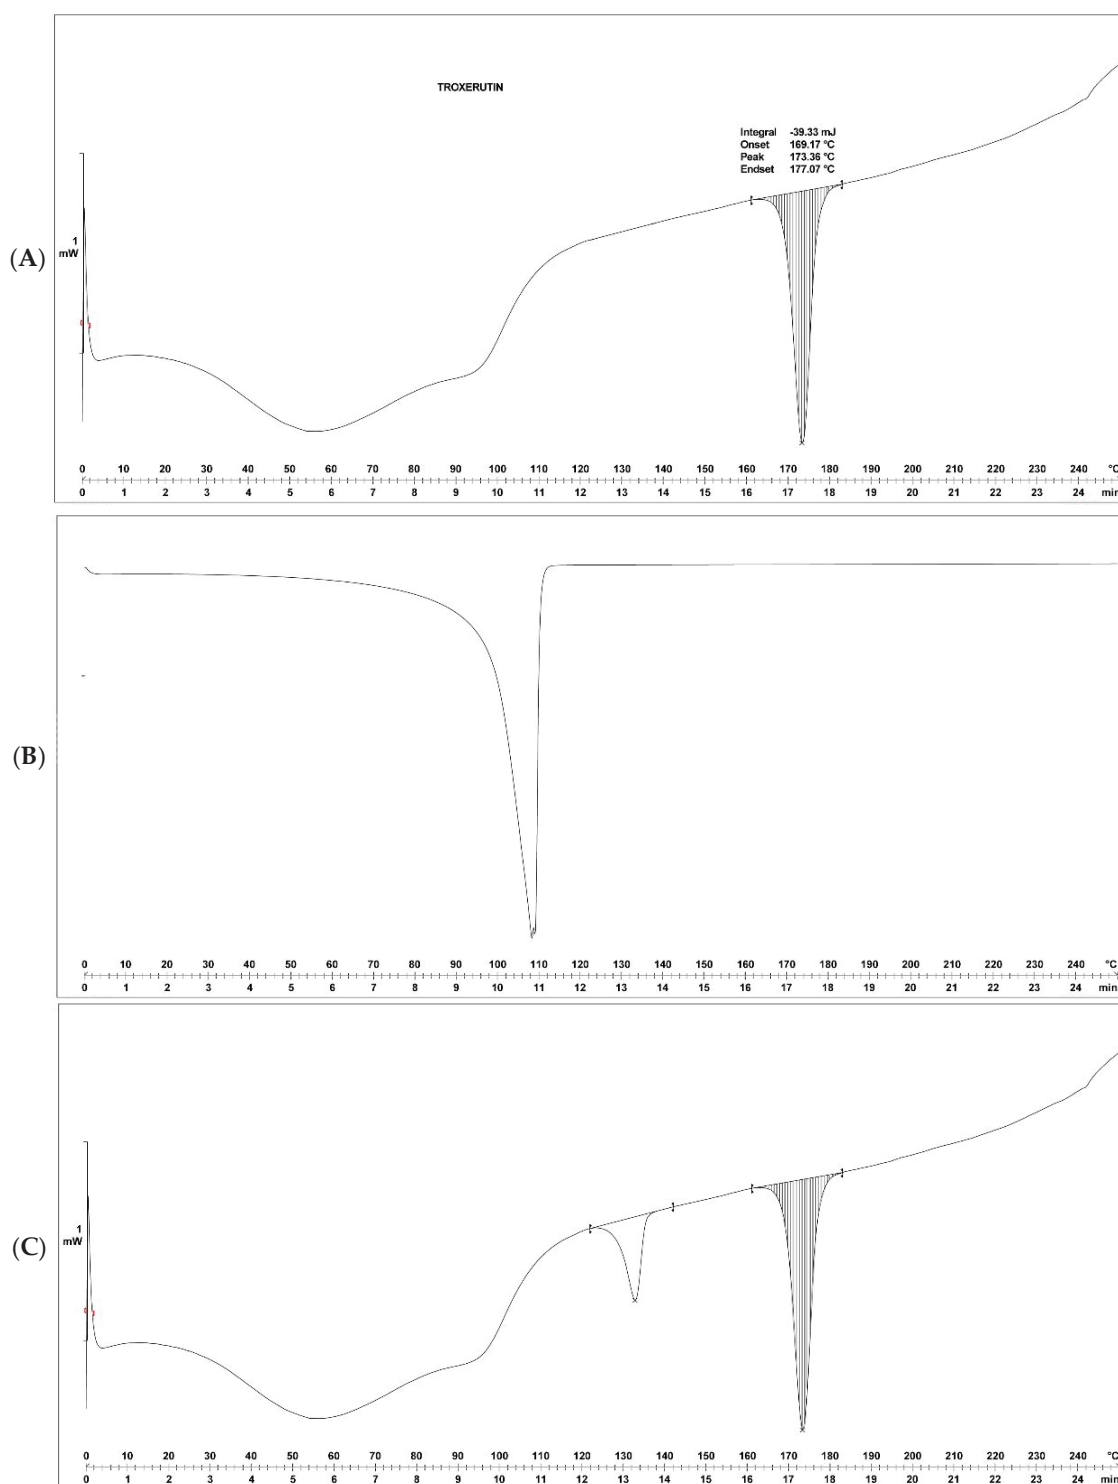 TROXERUTIN
Integral -39.33 mJ
Onset 169.17 °C
Peak 173.36 °C
Endset 177.07 °C
1
mW
(A)
0 10 20 30 40 50 60 70 80 90 100 110 120 130 140 150 160 170 180 190 200 210 220 230 240 °C
0 1 2 3 4 5 6 7 8 9 10 11 12 13 14 15 16 17 18 19 20 21 22 23 24 min
(B)
0 10 20 30 40 50 60 70 80 90 100 110 120 130 140 150 160 170 180 190 200 210 220 230 240 °C
0 1 2 3 4 5 6 7 8 9 10 11 12 13 14 15 16 17 18 19 20 21 22 23 24 min
1
mW
(C)
0 10 20 30 40 50 60 70 80 90 100 110 120 130 140 150 160 170 180 190 200 210 220 230 240 °C
0 1 2 3 4 5 6 7 8 9 10 11 12 13 14 15 16 17 18 19 20 21 22 23 24 min